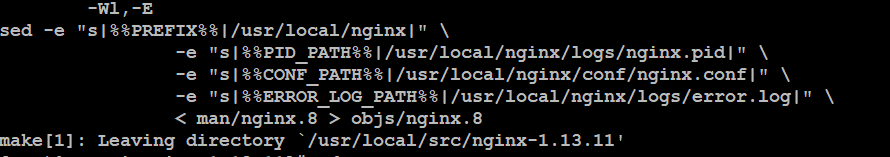 -Wl,-E
sed -e "s|%%PREFIX%%|/usr/local/nginx|" \
-e "s|%%PID_PATH%%|/usr/local/nginx/logs/nginx.pid|" \
-e "s|%%CONF_PATH%%|/usr/local/nginx/conf/nginx.conf|" \
-e "s|%%ERROR_LOG_PATH%%|/usr/local/nginx/logs/error.log|" \
< man/nginx.8 > objs/nginx.8
make[1]: Leaving directory `/usr/local/src/nginx-1.13.11'